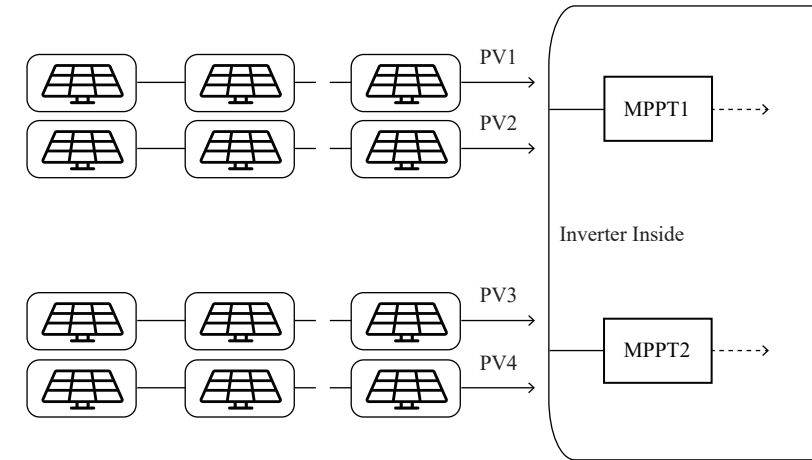 PV1
MPPT1
PV2
Inverter Inside
PV3
MPPT2
PV4